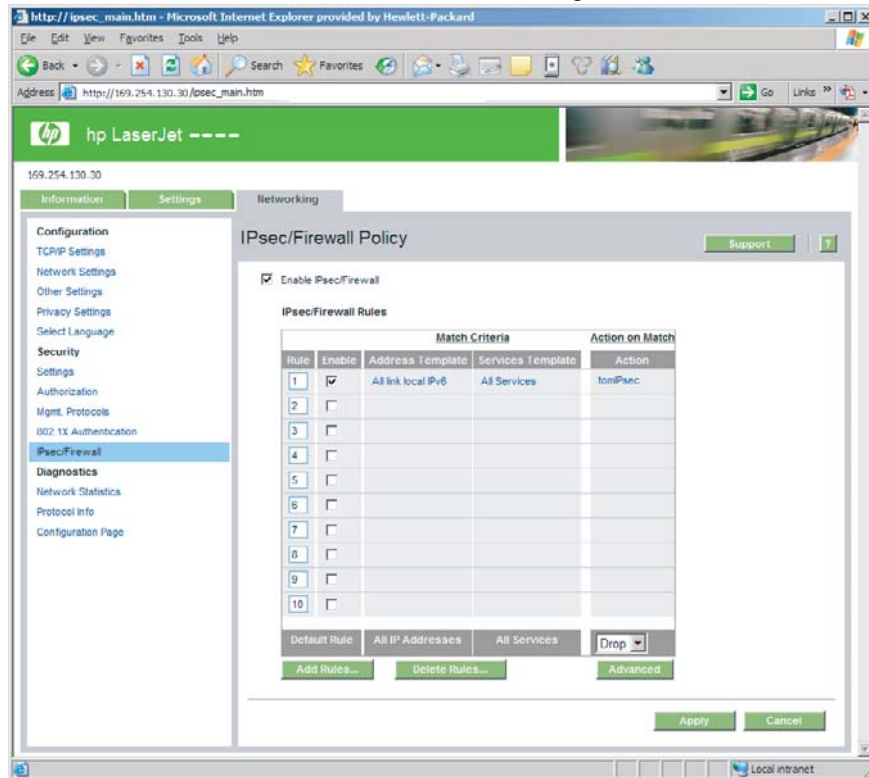 http://ipsec_main.htm - Microsoft Internet Explorer provided by Hewlett-Packard
File Edit View Favorites Tools Help
Back Search Favorites
Address http://169.254.130.30/ipsec_main.htm Go Links »
hp hp LaserJet ----
169.254.130.30
Information Settings Networking
Configuration
TCP/IP Settings
Network Settings
Other Settings
Privacy Settings
Select Language
Security
Settings
Authorization
Mgmt. Protocols
802.1X Authentication
IPsec/Firewall
Diagnostics
Network Statistics
Protocol Info
Configuration Page
IPsec/Firewall Policy
Support ?
Enable IPsec/Firewall
IPsec/Firewall Rules
Match Criteria Action on Match
Rule Enable Address Template Services Template Action
1 All link local IPv6 All Services tomIPsec
2
3
4
5
6
7
8
9
10
Default Rule All IP Addresses All Services Drop
Add Rules... Delete Rules... Advanced
Apply Cancel
Local intranet